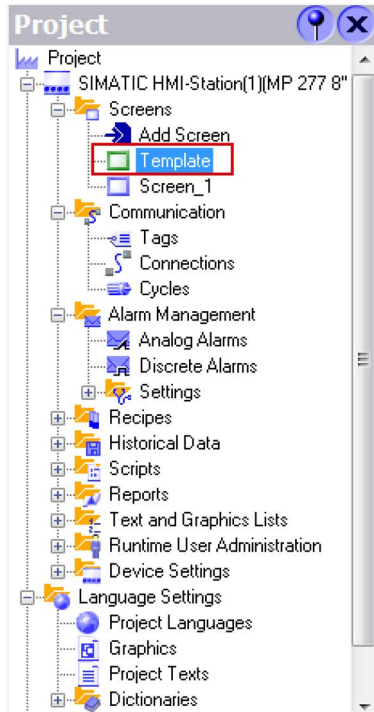 Project
Project
SIMATIC HMI-Station(1)(MP 277 8"
Screens
Add Screen
Template
Screen_1
Communication
Tags
Connections
Cycles
Alarm Management
Analog Alarms
Discrete Alarms
Settings
Recipes
Historical Data
Scripts
Reports
Text and Graphics Lists
Runtime User Administration
Device Settings
Language Settings
Project Languages
Graphics
Project Texts
Dictionaries